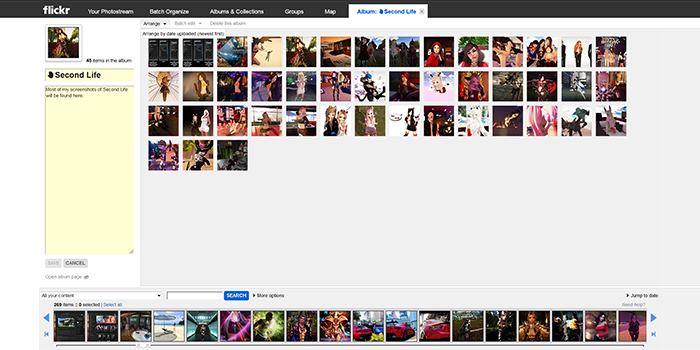 flickr
Your Photostream
Batch Organize
Albums & Collections
Groups
Map
Album: Second Life
Arrange
Batch edit
Delete this album
Arrange by date uploaded (newest first)
45 items in the album
Second Life
Most of my screenshots of Second Life
will be found here.
SAVE CANCEL
Open album page
All your content
SEARCH
More options
Jump to date
269 items : 0 selected | Select all
Need help?